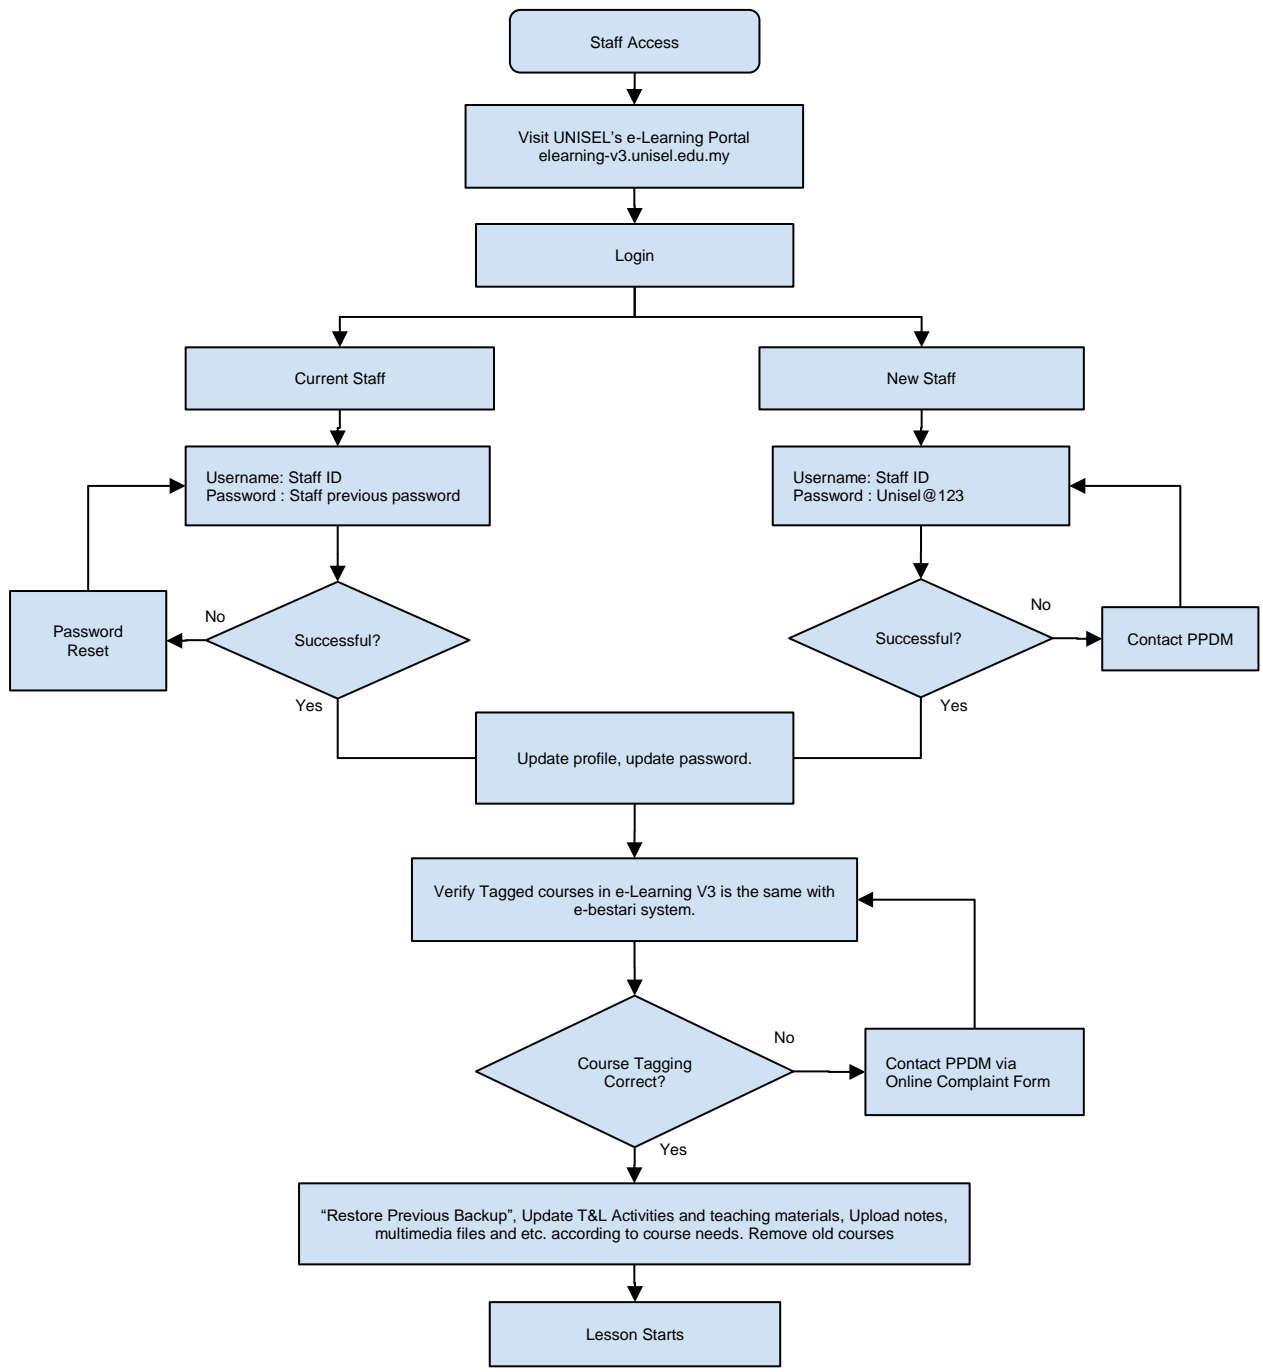 Staff Access
Visit UNISEL’s e-Learning Portal
elearning-v3.unisel.edu.my
Login
Current Staff
New Staff
Username: Staff ID
Password : Staff previous password
Username: Staff ID
Password : Unisel@123
Password
Reset
No
Successful?
Yes
Successful?
No
Contact PPDM
Yes
Update profile, update password.
Verify Tagged courses in e-Learning V3 is the same with
e-bestari system.
Course Tagging
Correct?
No
Contact PPDM via
Online Complaint Form
Yes
“Restore Previous Backup”, Update T&L Activities and teaching materials, Upload notes,
multimedia files and etc. according to course needs. Remove old courses
Lesson Starts